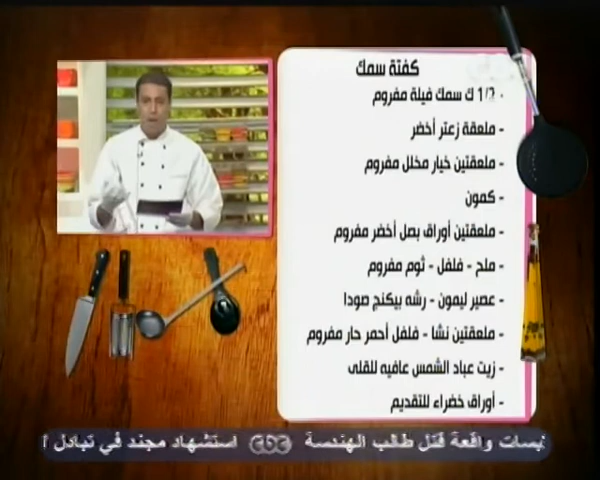 كفتة سمك
- 1/2 ك سمك فيلة مفروم
- ملعقة زعتر أخضر
- ملعقتين خيار مخلل مفروم
- كمون
- ملعقتين أوراق بصل أخضر مفروم
- ملح - فلفل - ثوم مفروم
- عصير ليمون - رشه بيكنج صودا
- ملعقتين نشا - فلفل أحمر حار مفروم
- زيت عباد الشمس عافيه للقلى
- أوراق خضراء للتقديم
واقعة قتل طالب الهندسة cbc استشهاد مجند في تبادل